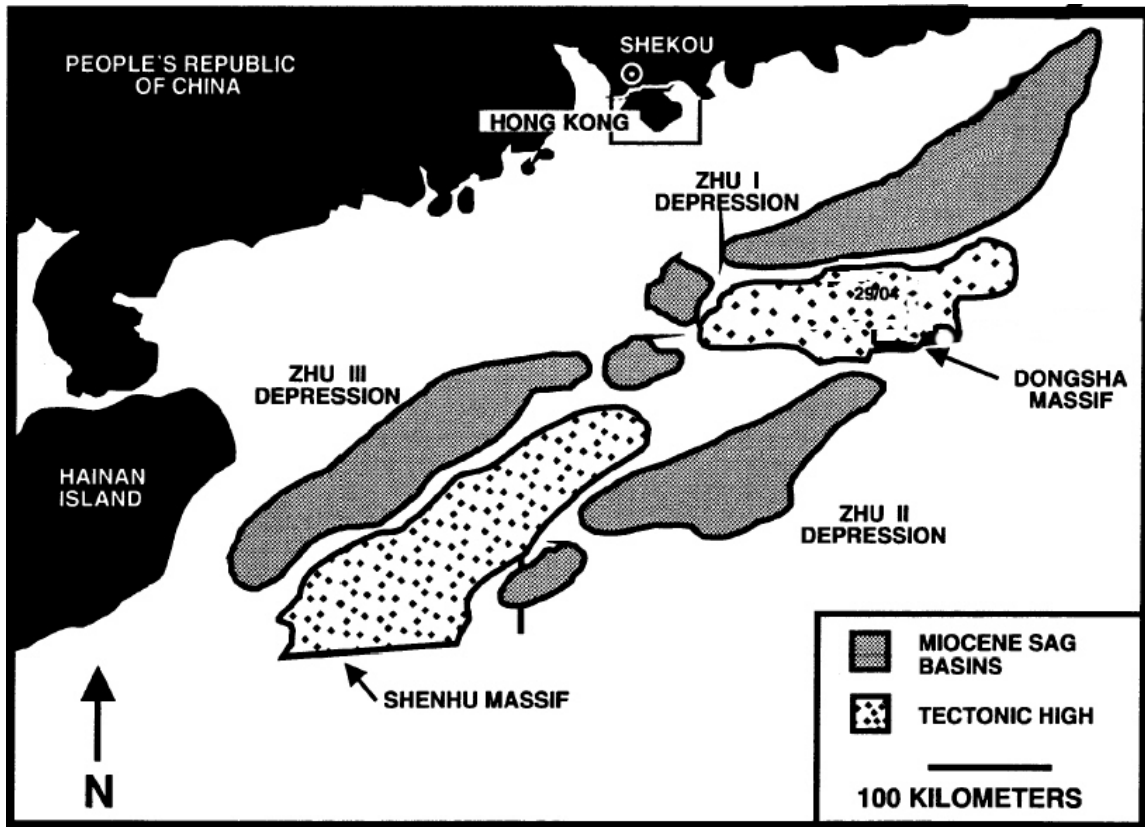 PEOPLE'S REPUBLIC
OF CHINA
SHEKOU
HONG KONG
ZHU I
DEPRESSION
29/04
ZHU III
DEPRESSION
DONGSHA
MASSIF
HAINAN
ISLAND
ZHU II
DEPRESSION
SHENHU MASSIF
N
MIOCENE SAG
BASINS
TECTONIC HIGH
100 KILOMETERS